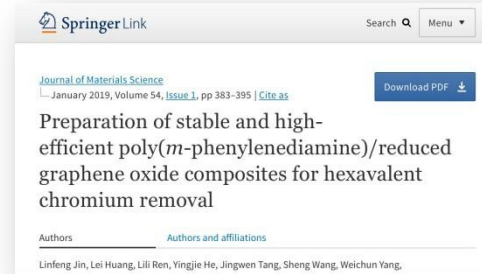 Springer Link
Search
Menu ▼
Journal of Materials Science
January 2019, Volume 54, Issue 1, pp 383–395 | Cite as
Download PDF
Preparation of stable and high-
efficient poly(m-phenylenediamine)/reduced
graphene oxide composites for hexavalent
chromium removal
Authors
Authors and affiliations
Linfeng Jin, Lei Huang, Lili Ren, Yingjie He, Jingwen Tang, Sheng Wang, Weichun Yang,